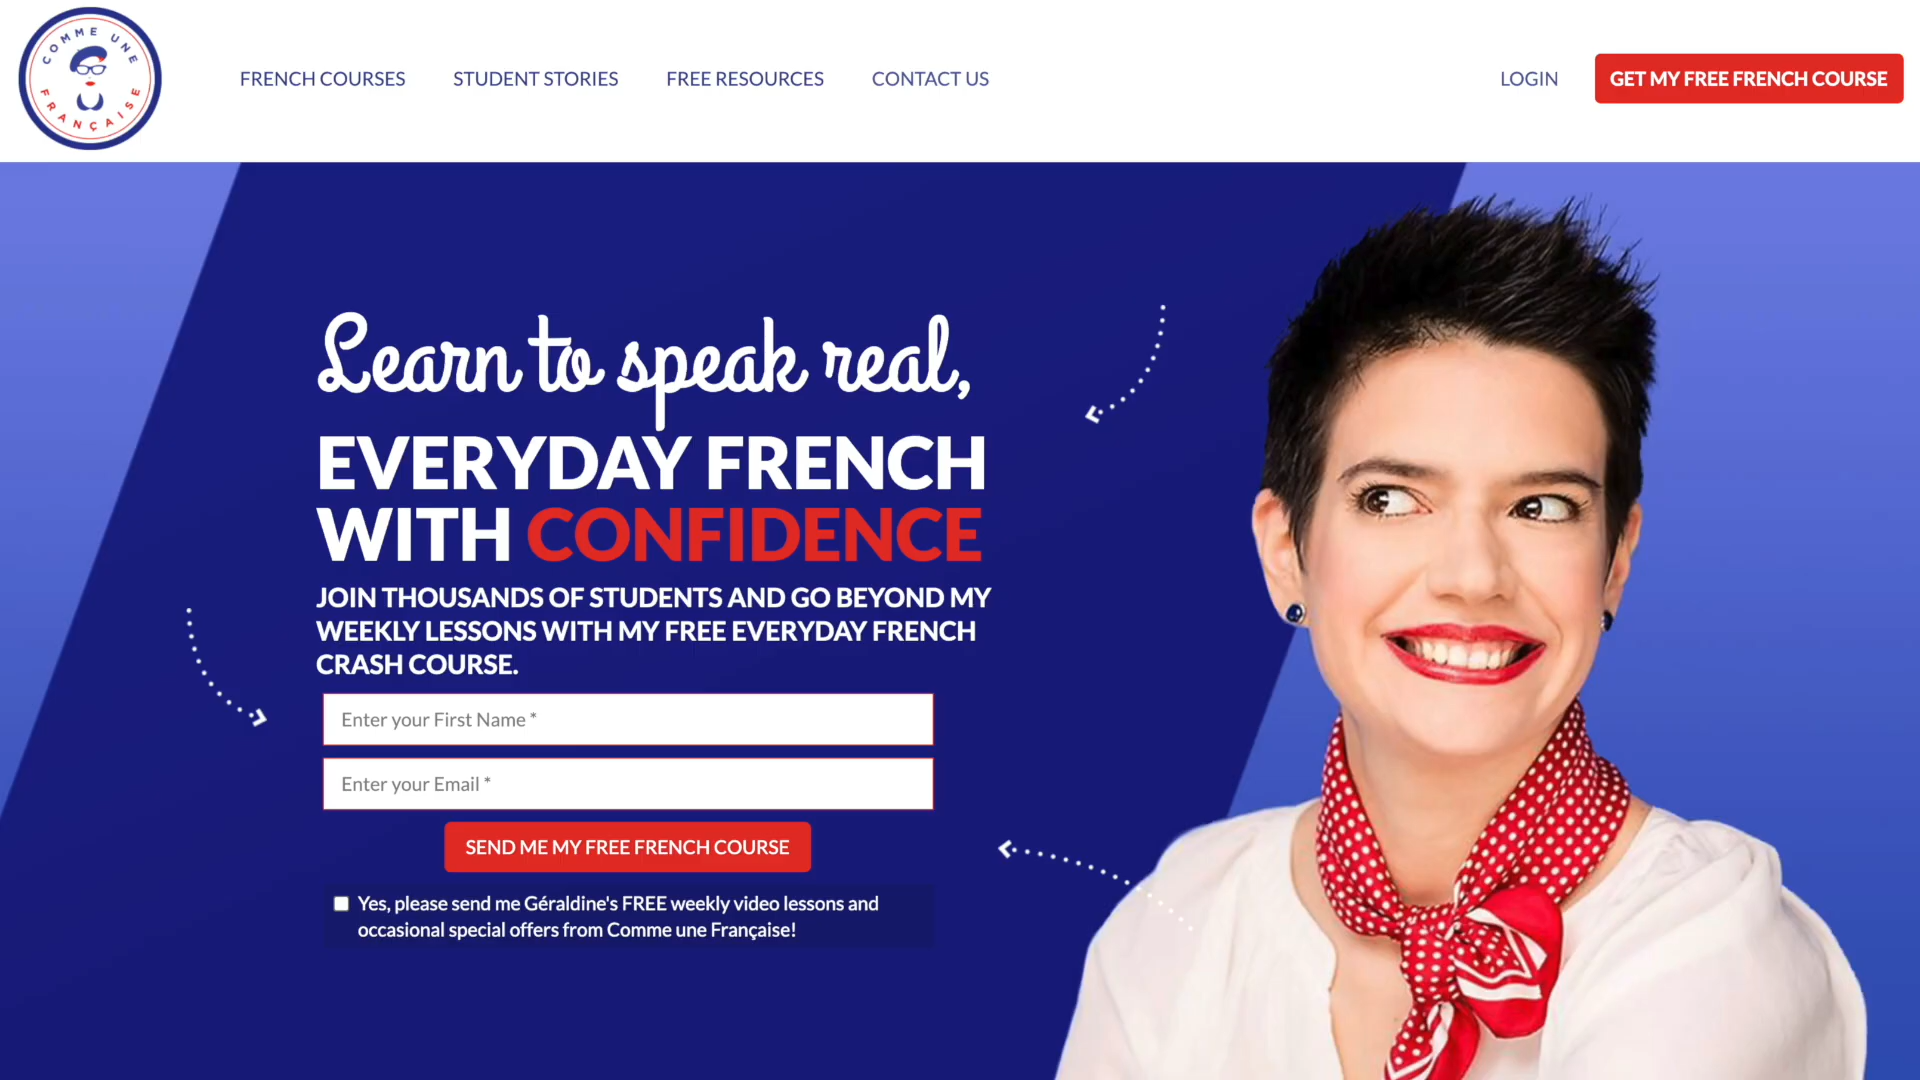 COMME UNE
FRANÇAISE
FRENCH COURSES
STUDENT STORIES
FREE RESOURCES
CONTACT US
LOGIN
GET MY FREE FRENCH COURSE
Learn to speak real,
EVERYDAY FRENCH
WITH CONFIDENCE
JOIN THOUSANDS OF STUDENTS AND GO BEYOND MY
WEEKLY LESSONS WITH MY FREE EVERYDAY FRENCH
CRASH COURSE.
Enter your First Name *
Enter your Email *
SEND ME MY FREE FRENCH COURSE
Yes, please send me Géraldine's FREE weekly video lessons and
occasional special offers from Comme une Française!